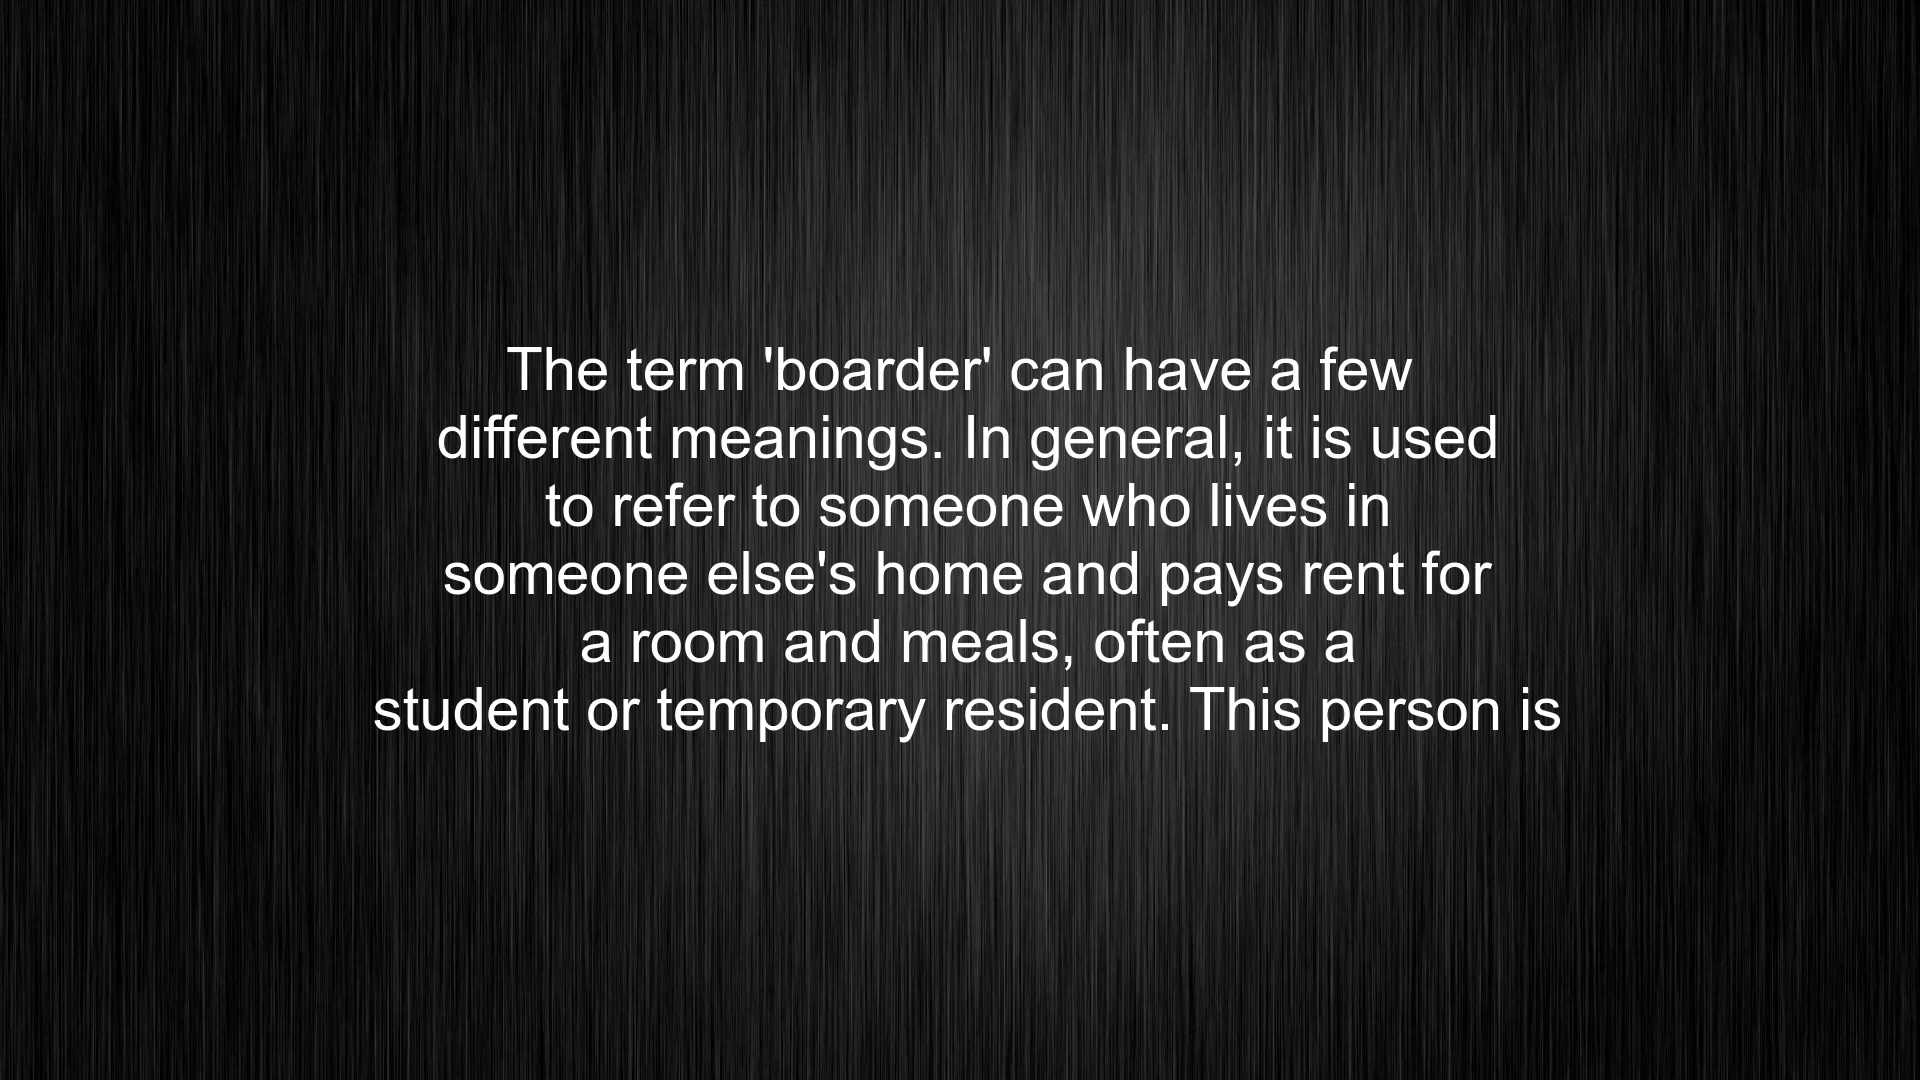 The term 'boarder' can have a few
different meanings. In general, it is used
to refer to someone who lives in
someone else's home and pays rent for
a room and meals, often as a
student or temporary resident. This person is